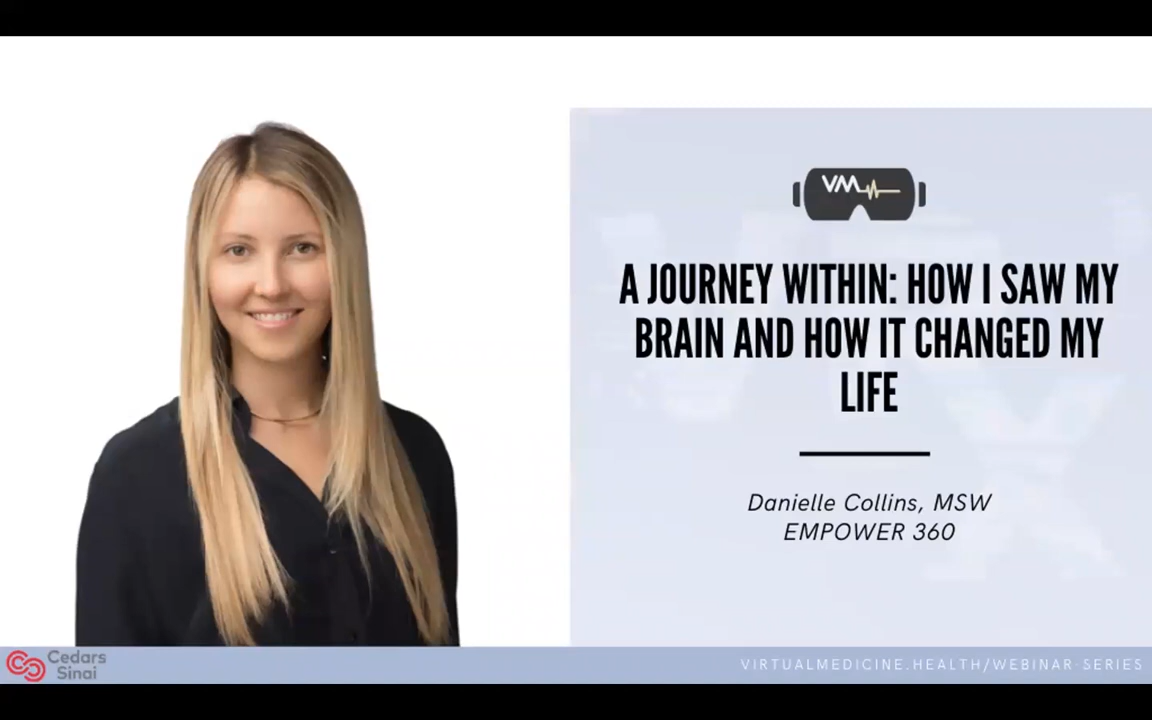 VM
A JOURNEY WITHIN: HOW I SAW MY
BRAIN AND HOW IT CHANGED MY
LIFE
Danielle Collins, MSW
EMPOWER 360
Cedars
Sinai
VIRTUALMEDICINE.HEALTH/WEBINAR-SERIES